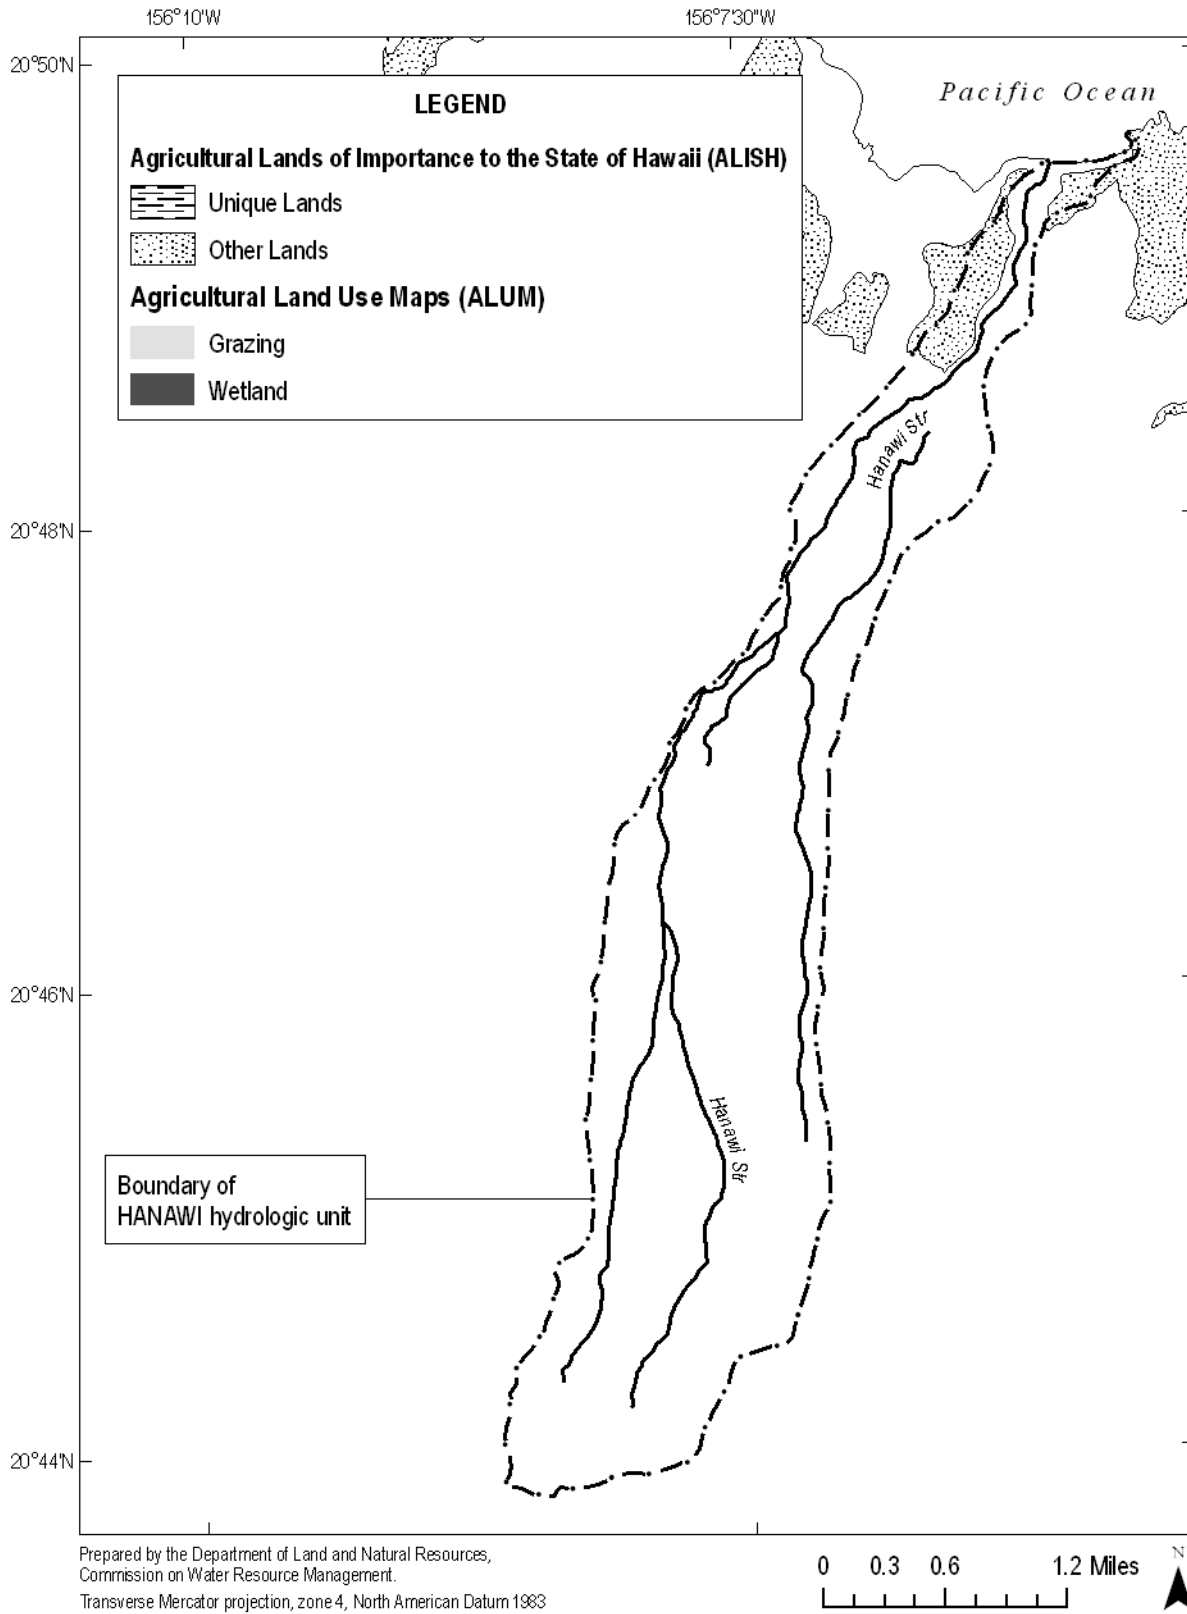 156°10'W
156°7'30"W
20°50'N
Pacific Ocean
LEGEND
Agricultural Lands of Importance to the State of Hawaii (ALISH)
Unique Lands
Other Lands
Agricultural Land Use Maps (ALUM)
Grazing
Wetland
Hanawi Str
20°48'N
20°46'N
Hanawi Str
Boundary of
HANAWI hydrologic unit
20°44'N
Prepared by the Department of Land and Natural Resources,
Commission on Water Resource Management.
Transverse Mercator projection, zone 4, North American Datum 1983
0 0.3 0.6 1.2 Miles
N